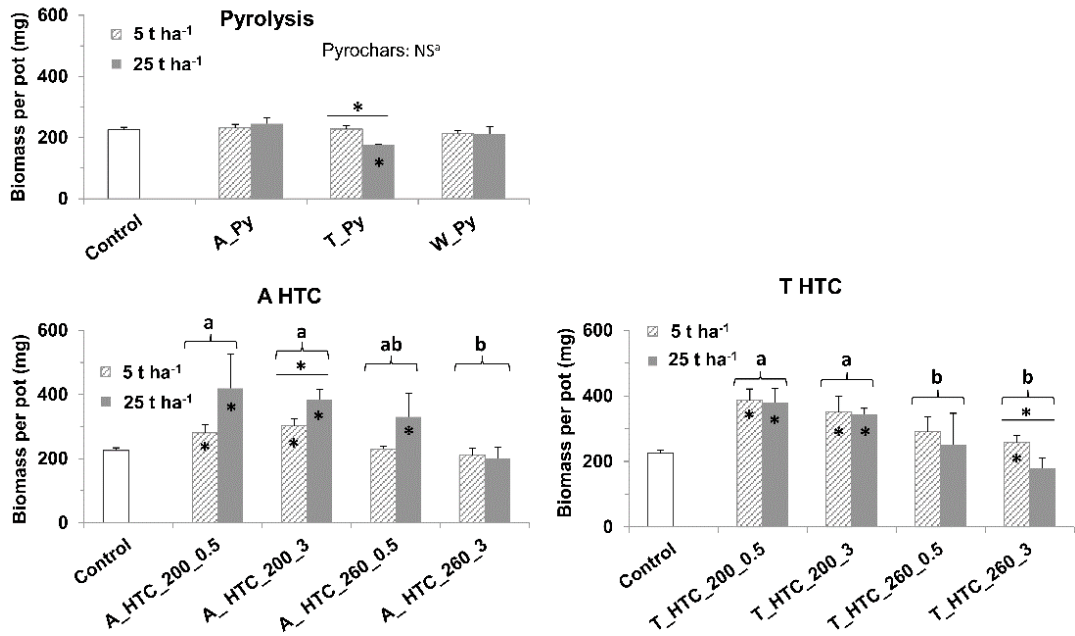 Pyrolysis
Biomass per pot (mg)
600
400
200
0
5 t ha⁻¹
25 t ha⁻¹
Pyrochars: NSᵃ
*
*
Control
A_Py
T_Py
W_Py
A HTC
Biomass per pot (mg)
600
400
200
0
5 t ha⁻¹
25 t ha⁻¹
a
a
ab
b
*
* * * * *
Control
A_HTC_200_0.5
A_HTC_200_3
A_HTC_260_0.5
A_HTC_260_3
T HTC
Biomass per pot (mg)
600
400
200
0
5 t ha⁻¹
25 t ha⁻¹
a
a
b
b
*
* * * * *
Control
T_HTC_200_0.5
T_HTC_200_3
T_HTC_260_0.5
T_HTC_260_3